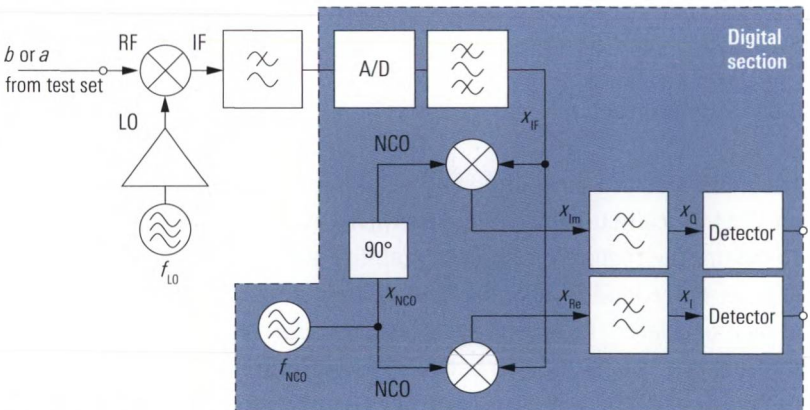 b or a
from test set
RF
IF
LO
f_LO
A/D
Digital
section
x_IF
NCO
90°
x_NCO
f_NCO
NCO
x_Im
x_Q
Detector
x_Re
x_I
Detector